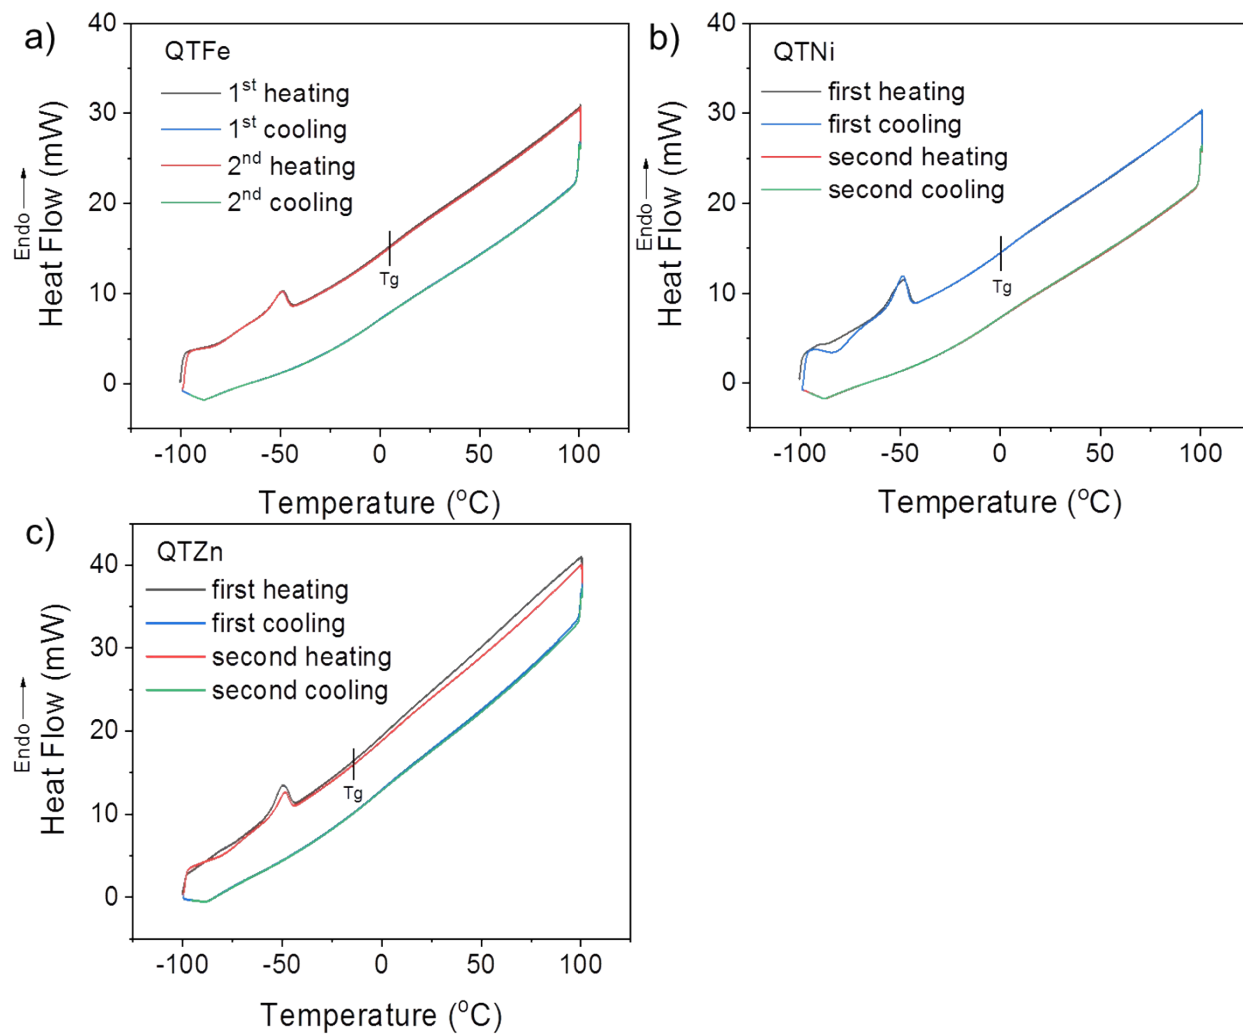 a)
QTFe
1st heating
1st cooling
2nd heating
2nd cooling
Tg
40
30
20
10
0
-100 -50 0 50 100
Temperature (oC)
Heat Flow (mW)
Endo
b)
QTNi
first heating
first cooling
second heating
second cooling
Tg
40
30
20
10
0
-100 -50 0 50 100
Temperature (oC)
Heat Flow (mW)
Endo
c)
QTZn
first heating
first cooling
second heating
second cooling
Tg
40
30
20
10
0
-100 -50 0 50 100
Temperature (oC)
Heat Flow (mW)
Endo